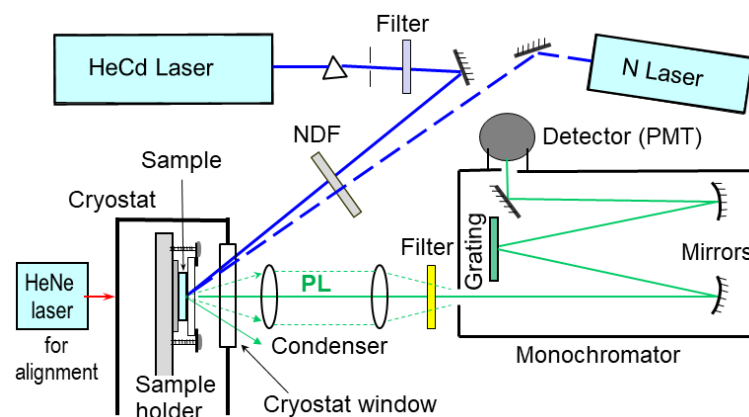 Filter
HeCd Laser
N Laser
NDF
Detector (PMT)
Sample
Cryostat
Grating
Mirrors
Filter
PL
HeNe
laser
for
alignment
Condenser
Monochromator
Sample
holder
Cryostat window